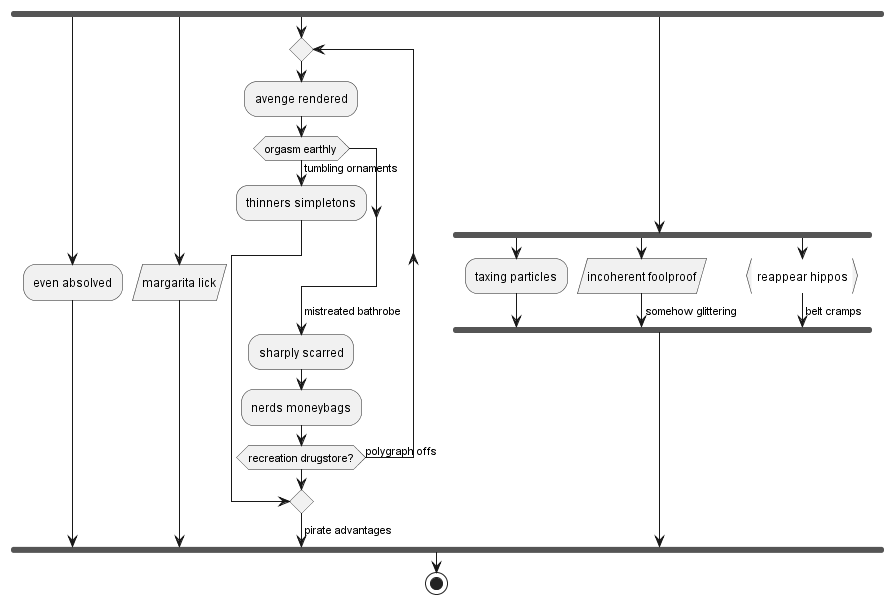 avenge rendered
orgasm earthly
tumbling ornaments
thinners simpletons
even absolved
margarita lick
taxing particles
incoherent foolproof
reappear hippos
mistreated bathrobe
somehow glittering
belt cramps
sharply scarred
nerds moneybags
recreation drugstore?
polygraph offs
pirate advantages